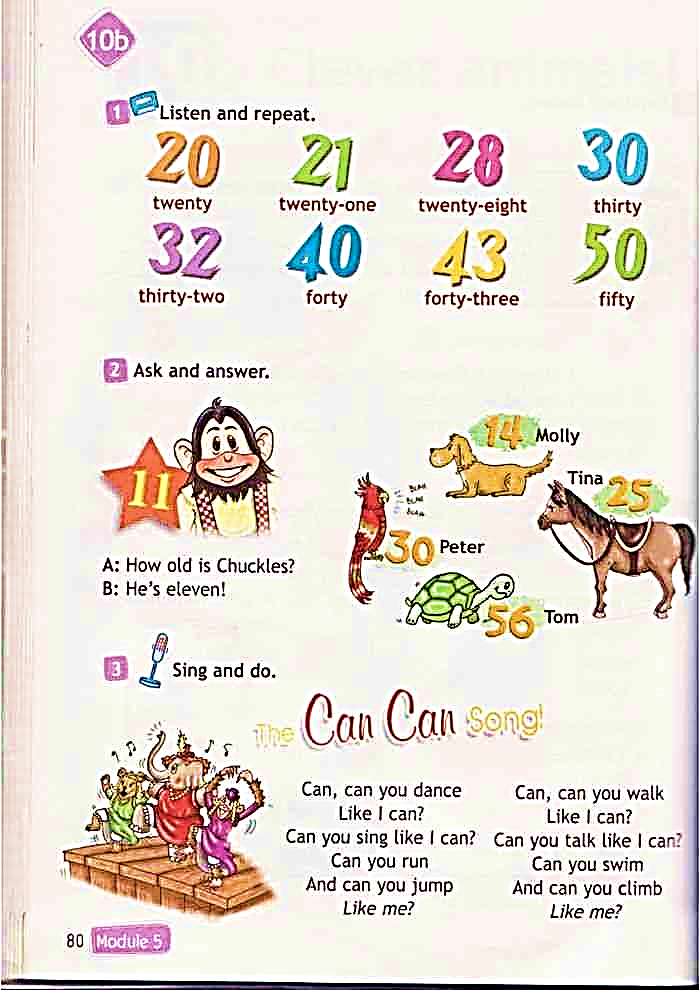 10b
1 Listen and repeat.
20 21 28 30
twenty twenty-one twenty-eight thirty
32 40 43 50
thirty-two forty forty-three fifty
2 Ask and answer.
11
A: How old is Chuckles?
B: He's eleven!
14 Molly
Tina 25
BLAH
BLAH
BLAH
30 Peter
56 Tom
3 Sing and do.
The Can Can Song!
Can, can you dance
Like I can?
Can you sing like I can?
Can you run
And can you jump
Like me?
Can, can you walk
Like I can?
Can you talk like I can?
Can you swim
And can you climb
Like me?
80 Module 5